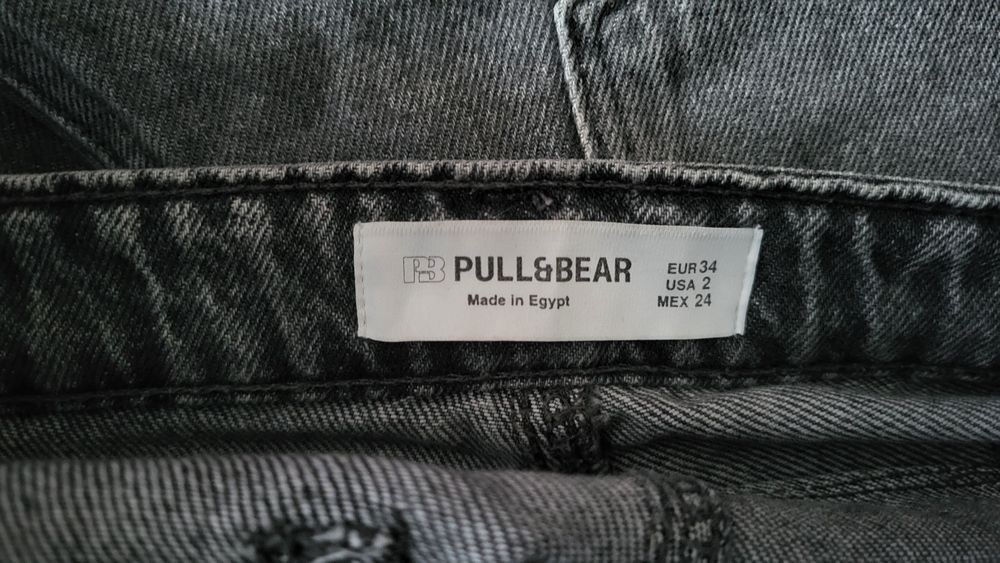 P&B PULL&BEAR
Made in Egypt
EUR 34
USA 2
MEX 24